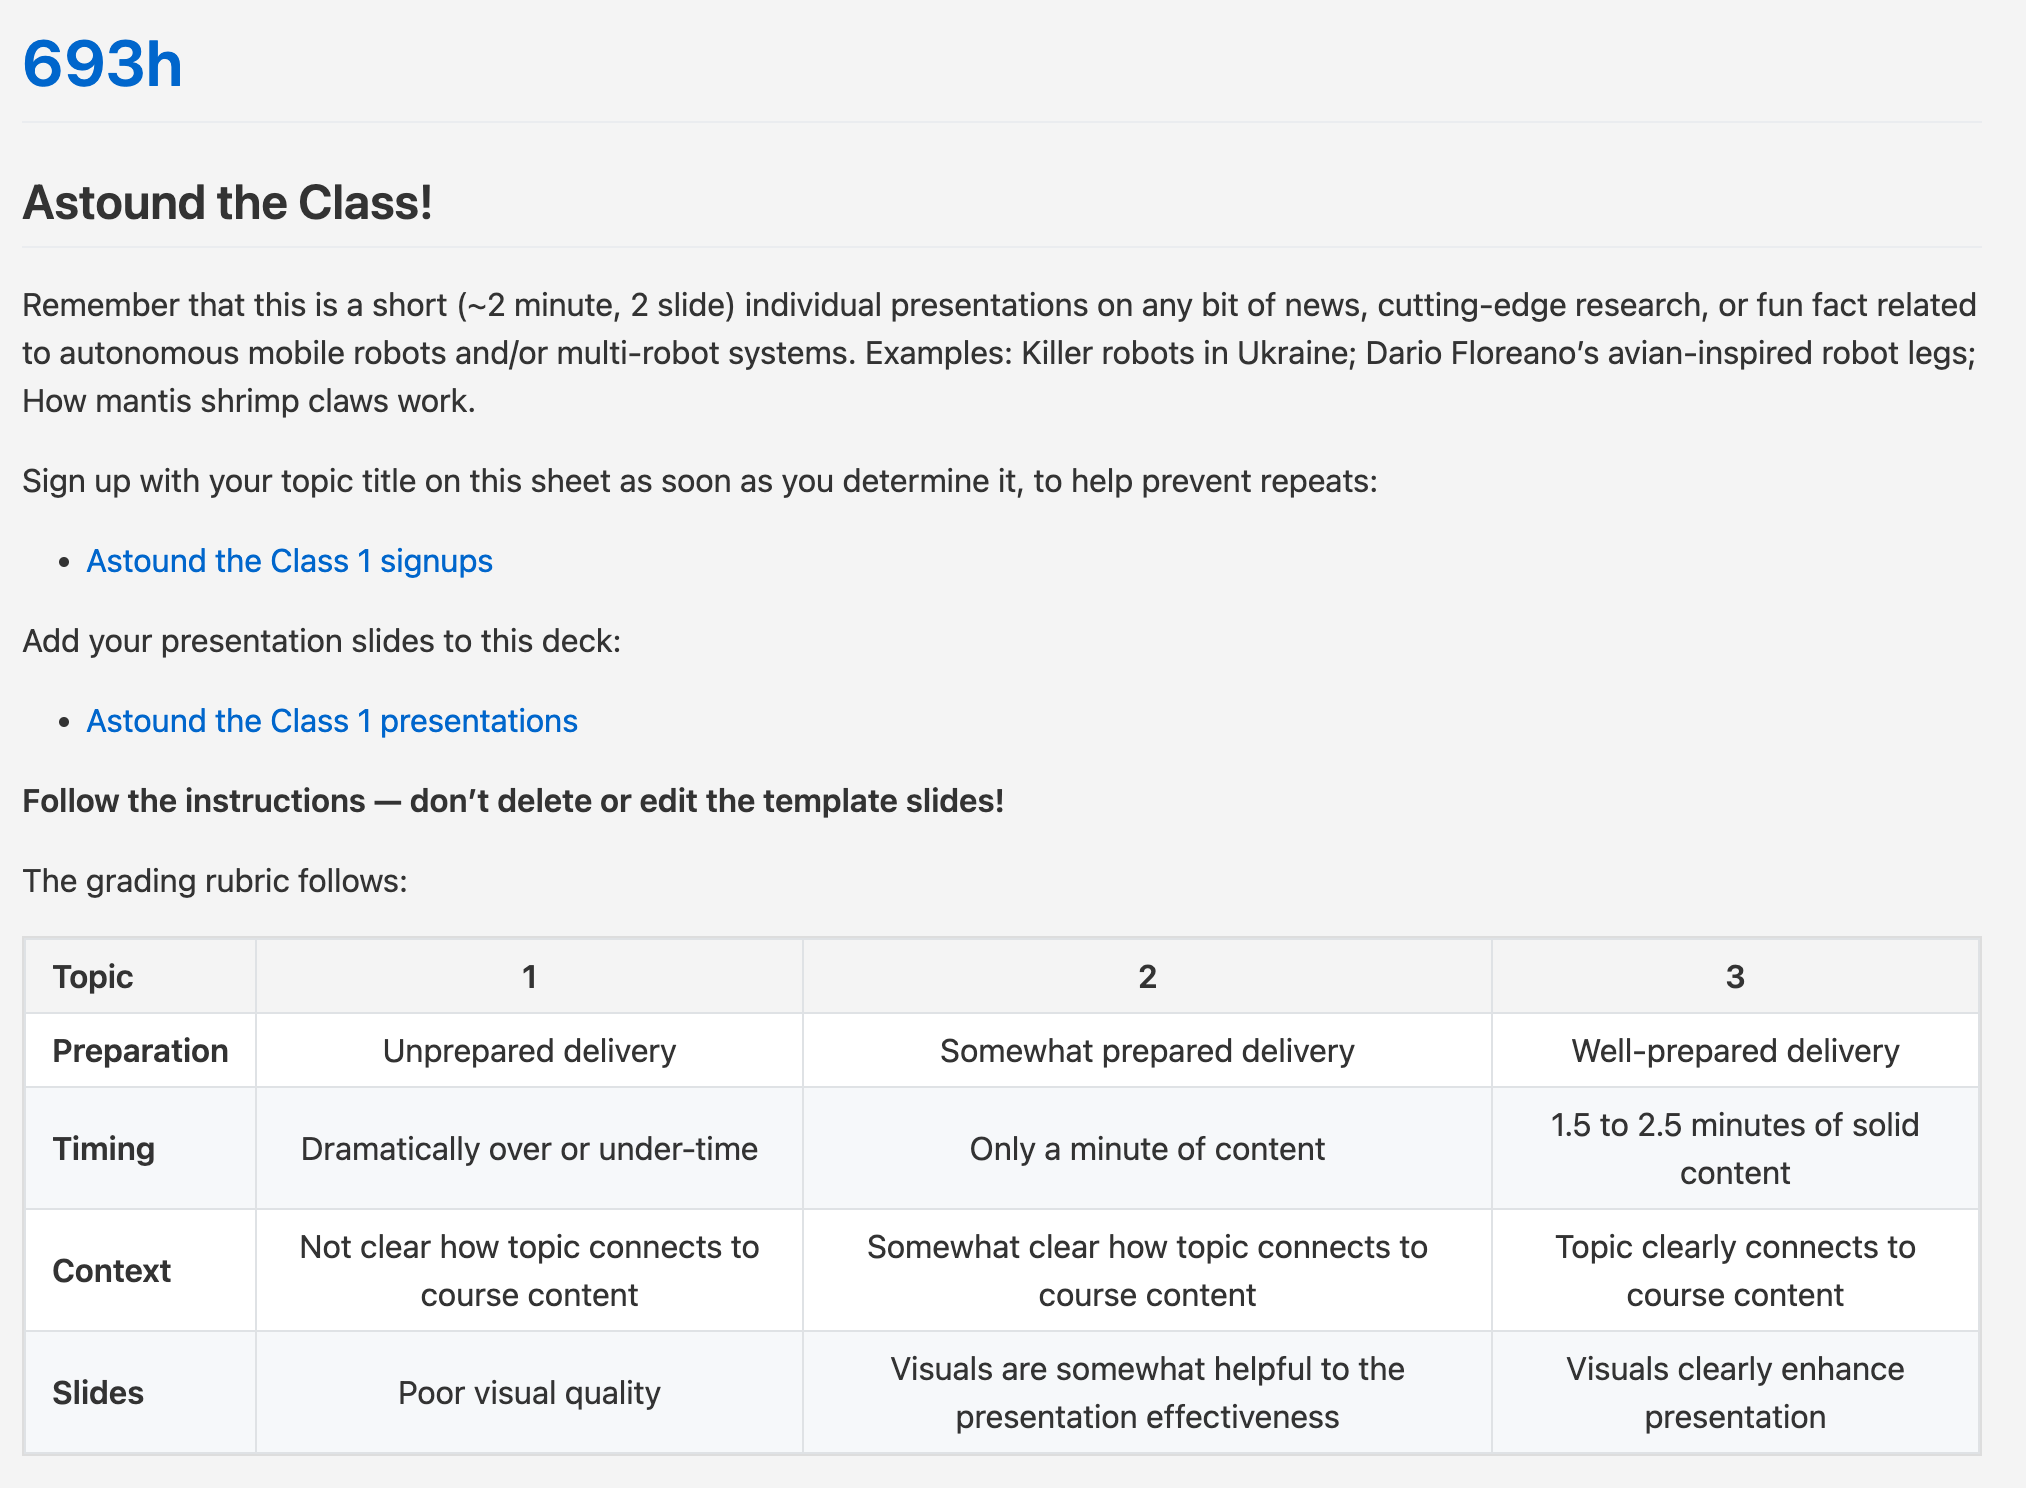 693h
Astound the Class!
Remember that this is a short (~2 minute, 2 slide) individual presentations on any bit of news, cutting-edge research, or fun fact related
to autonomous mobile robots and/or multi-robot systems. Examples: Killer robots in Ukraine; Dario Floreano’s avian-inspired robot legs;
How mantis shrimp claws work.
Sign up with your topic title on this sheet as soon as you determine it, to help prevent repeats:
• Astound the Class 1 signups
Add your presentation slides to this deck:
• Astound the Class 1 presentations
Follow the instructions — don’t delete or edit the template slides!
The grading rubric follows:
Topic 1 2 3
Preparation Unprepared delivery Somewhat prepared delivery Well-prepared delivery
Timing Dramatically over or under-time Only a minute of content 1.5 to 2.5 minutes of solid
content
Context Not clear how topic connects to
course content Somewhat clear how topic connects to
course content Topic clearly connects to
course content
Slides Poor visual quality Visuals are somewhat helpful to the
presentation effectiveness Visuals clearly enhance
presentation